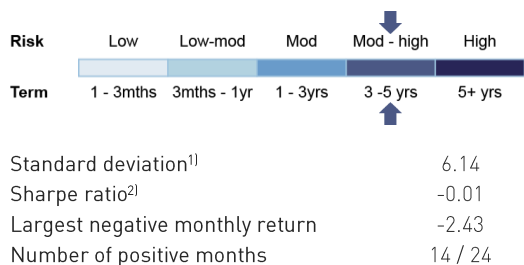 Risk Low Low-mod Mod Mod - high High
Term 1 - 3mths 3mths - 1yr 1 - 3yrs 3 -5 yrs 5+ yrs
Standard deviation1) 6.14
Sharpe ratio2) -0.01
Largest negative monthly return -2.43
Number of positive months 14 / 24